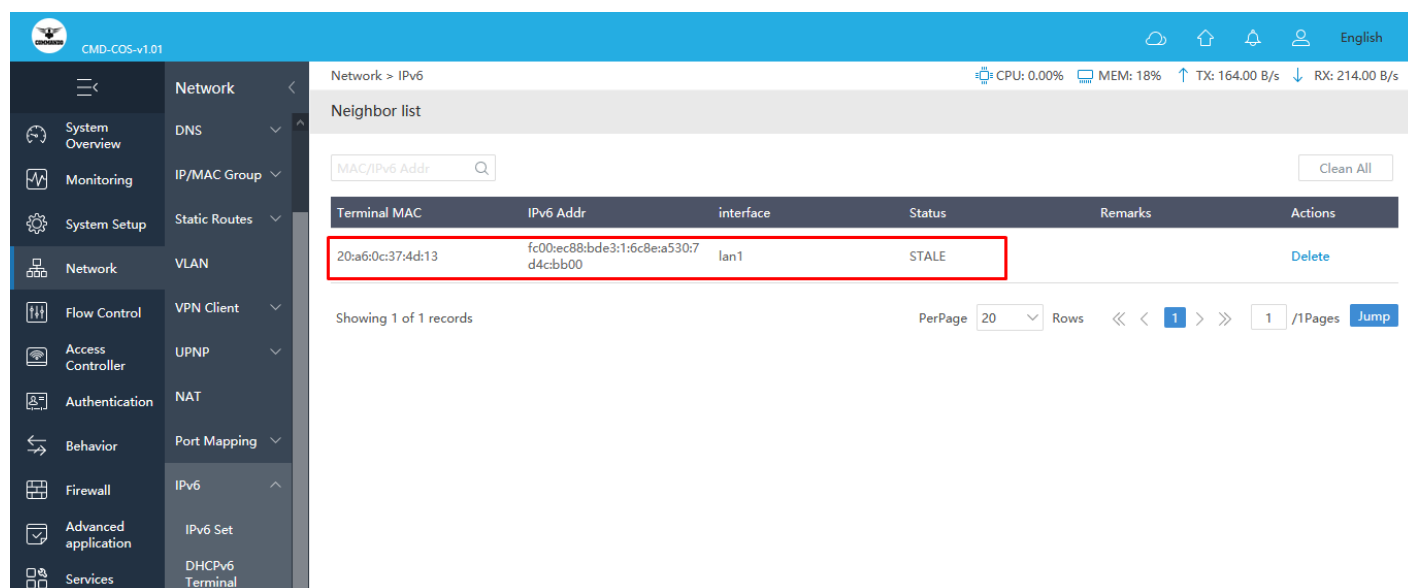 COMMANDO
CMD-COS-v1.01
English
Network
Network > IPv6
CPU: 0.00% MEM: 18% TX: 164.00 B/s RX: 214.00 B/s
Neighbor list
System
Overview
Monitoring
System Setup
Network
Flow Control
Access
Controller
Authentication
Behavior
Firewall
Advanced
application
Services
DNS
IP/MAC Group
Static Routes
VLAN
VPN Client
UPNP
NAT
Port Mapping
IPv6
IPv6 Set
DHCPv6
Terminal
MAC/IPv6 Addr
Clean All
Terminal MAC IPv6 Addr interface Status Remarks Actions
20:a6:0c:37:4d:13 fc00:ec88:bde3:1:6c8e:a530:7 lan1 STALE Delete
d4c:bb00
Showing 1 of 1 records PerPage 20 Rows 1 1 /1Pages Jump